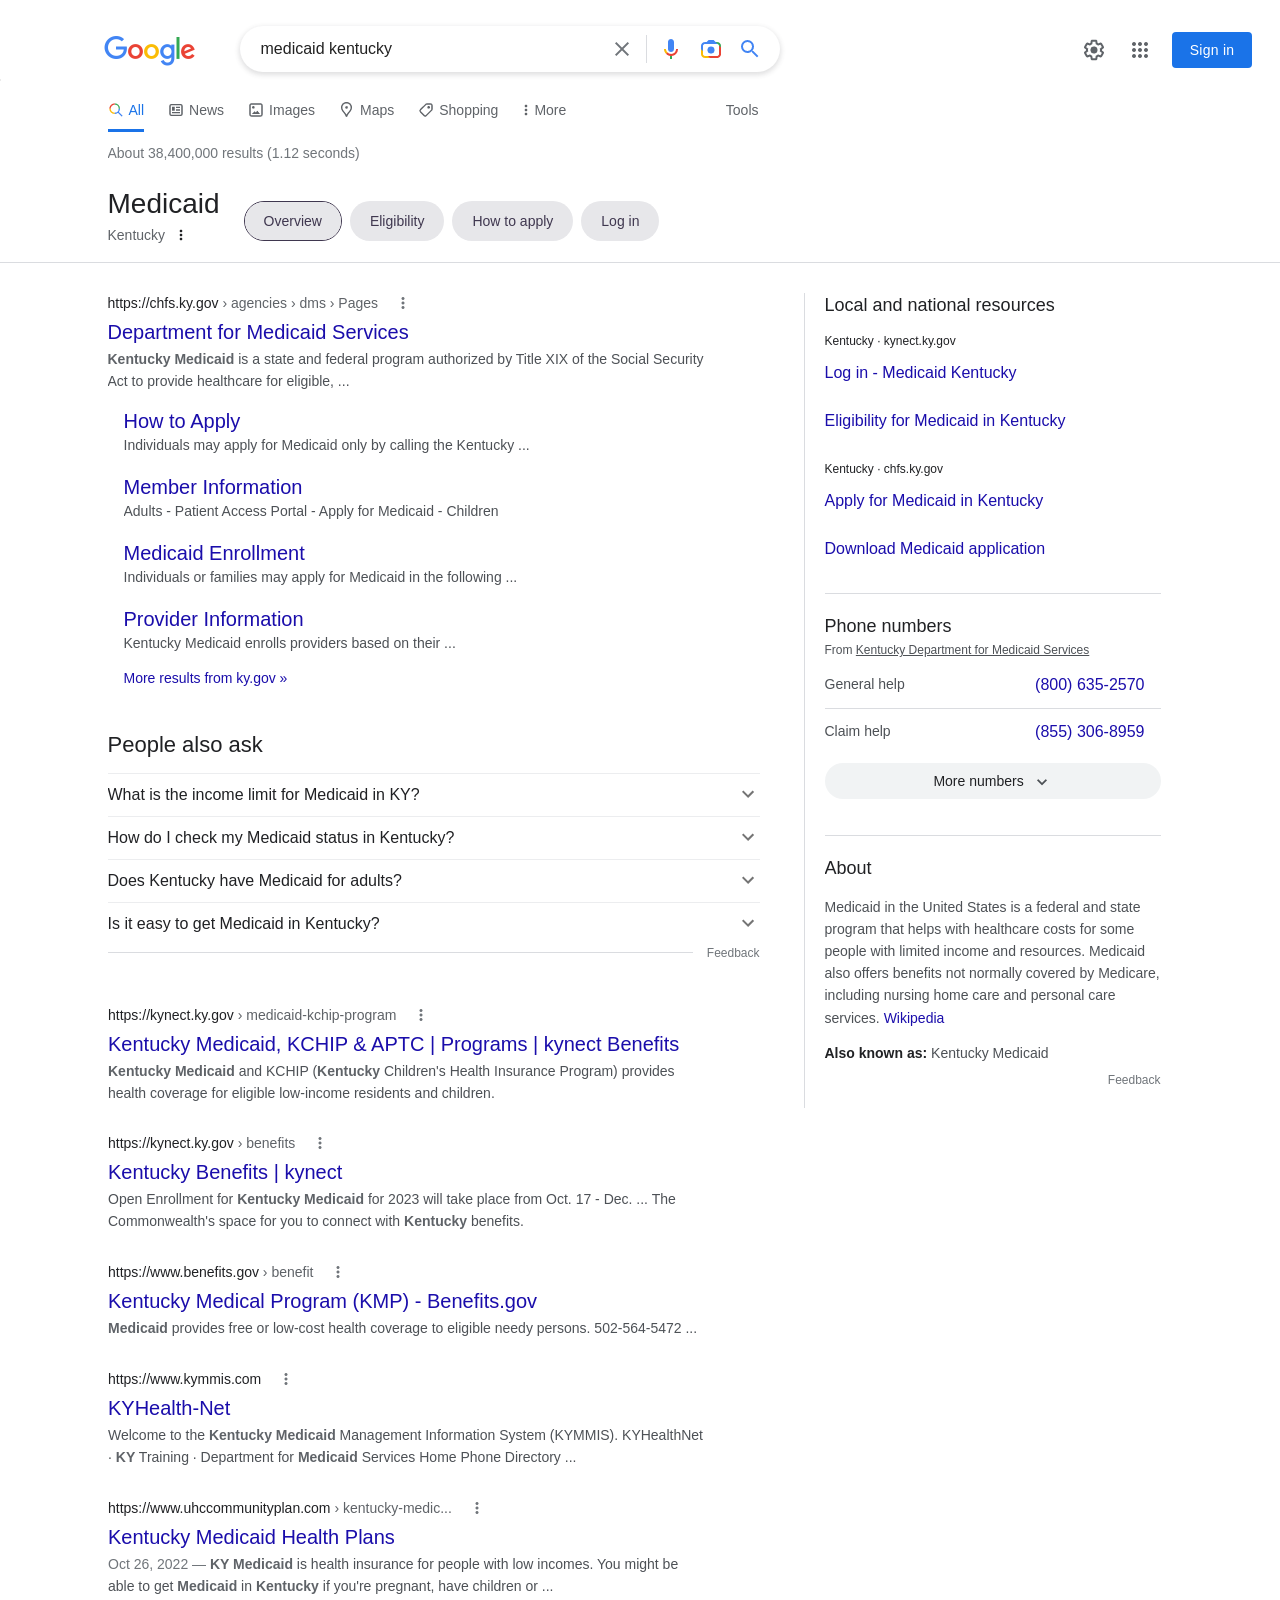 Google
medicaid kentucky
Sign in
All
News
Images
Maps
Shopping
More
Tools
About 38,400,000 results (1.12 seconds)
Medicaid
Kentucky
Overview
Eligibility
How to apply
Log in
https://chfs.ky.gov › agencies › dms › Pages
Department for Medicaid Services
Kentucky Medicaid is a state and federal program authorized by Title XIX of the Social Security
Act to provide healthcare for eligible, ...
How to Apply
Individuals may apply for Medicaid only by calling the Kentucky ...
Member Information
Adults - Patient Access Portal - Apply for Medicaid - Children
Medicaid Enrollment
Individuals or families may apply for Medicaid in the following ...
Provider Information
Kentucky Medicaid enrolls providers based on their ...
More results from ky.gov »
People also ask
What is the income limit for Medicaid in KY?
How do I check my Medicaid status in Kentucky?
Does Kentucky have Medicaid for adults?
Is it easy to get Medicaid in Kentucky?
Feedback
https://kynect.ky.gov › medicaid-kchip-program
Kentucky Medicaid, KCHIP & APTC | Programs | kynect Benefits
Kentucky Medicaid and KCHIP (Kentucky Children's Health Insurance Program) provides
health coverage for eligible low-income residents and children.
https://kynect.ky.gov › benefits
Kentucky Benefits | kynect
Open Enrollment for Kentucky Medicaid for 2023 will take place from Oct. 17 - Dec. ... The
Commonwealth's space for you to connect with Kentucky benefits.
https://www.benefits.gov › benefit
Kentucky Medical Program (KMP) - Benefits.gov
Medicaid provides free or low-cost health coverage to eligible needy persons. 502-564-5472 ...
https://www.kymmis.com
KYHealth-Net
Welcome to the Kentucky Medicaid Management Information System (KYMMIS). KYHealthNet
· KY Training · Department for Medicaid Services Home Phone Directory ...
https://www.uhccommunityplan.com › kentucky-medic...
Kentucky Medicaid Health Plans
Oct 26, 2022 — KY Medicaid is health insurance for people with low incomes. You might be
able to get Medicaid in Kentucky if you're pregnant, have children or ...
Local and national resources
Kentucky · kynect.ky.gov
Log in - Medicaid Kentucky
Eligibility for Medicaid in Kentucky
Kentucky · chfs.ky.gov
Apply for Medicaid in Kentucky
Download Medicaid application
Phone numbers
From Kentucky Department for Medicaid Services
General help (800) 635-2570
Claim help (855) 306-8959
More numbers
About
Medicaid in the United States is a federal and state
program that helps with healthcare costs for some
people with limited income and resources. Medicaid
also offers benefits not normally covered by Medicare,
including nursing home care and personal care
services. Wikipedia
Also known as: Kentucky Medicaid
Feedback